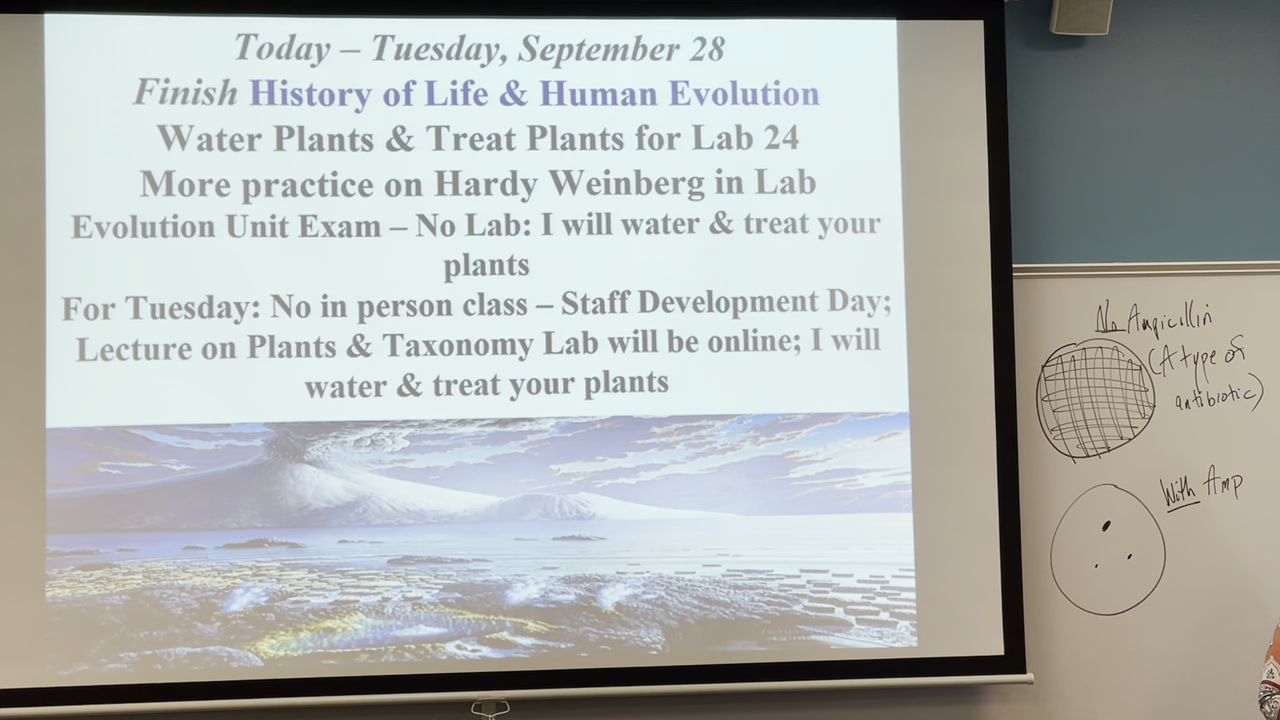 Today – Tuesday, September 28
Finish History of Life & Human Evolution
Water Plants & Treat Plants for Lab 24
More practice on Hardy Weinberg in Lab
Evolution Unit Exam – No Lab: I will water & treat your
plants
For Tuesday: No in person class – Staff Development Day;
Lecture on Plants & Taxonomy Lab will be online; I will
water & treat your plants
No Ampicillin
(A type of
antibiotic)
With Amp